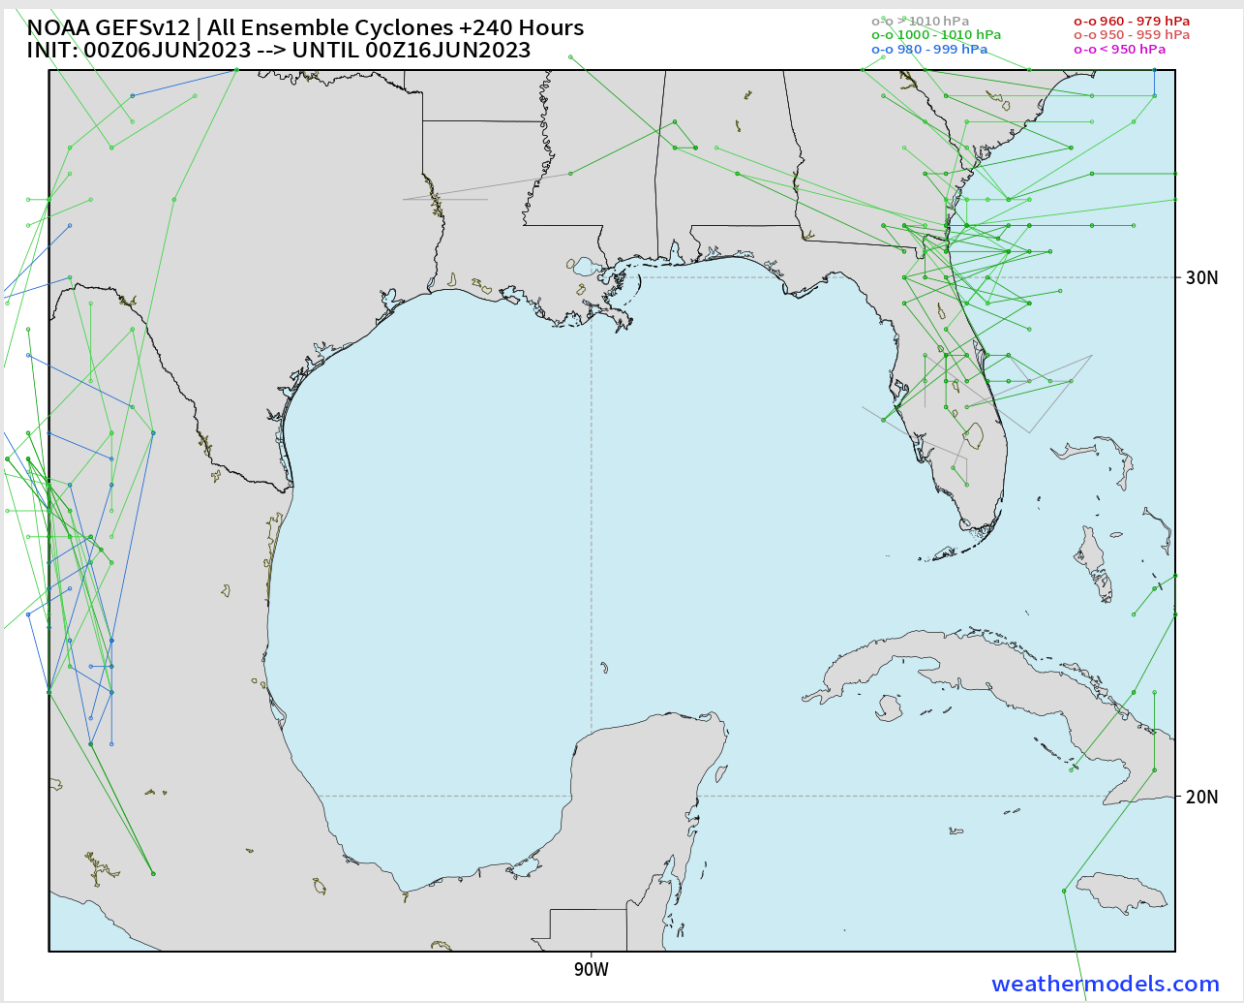 NOAA GEFSv12 | All Ensemble Cyclones +240 Hours
INIT: 00Z06JUN2023 --> UNTIL 00Z16JUN2023
o-o > 1010 hPa
o-o 1000 - 1010 hPa
o-o 980 - 999 hPa
o-o 960 - 979 hPa
o-o 950 - 959 hPa
o-o < 950 hPa
30N
20N
90W
weathermodels.com